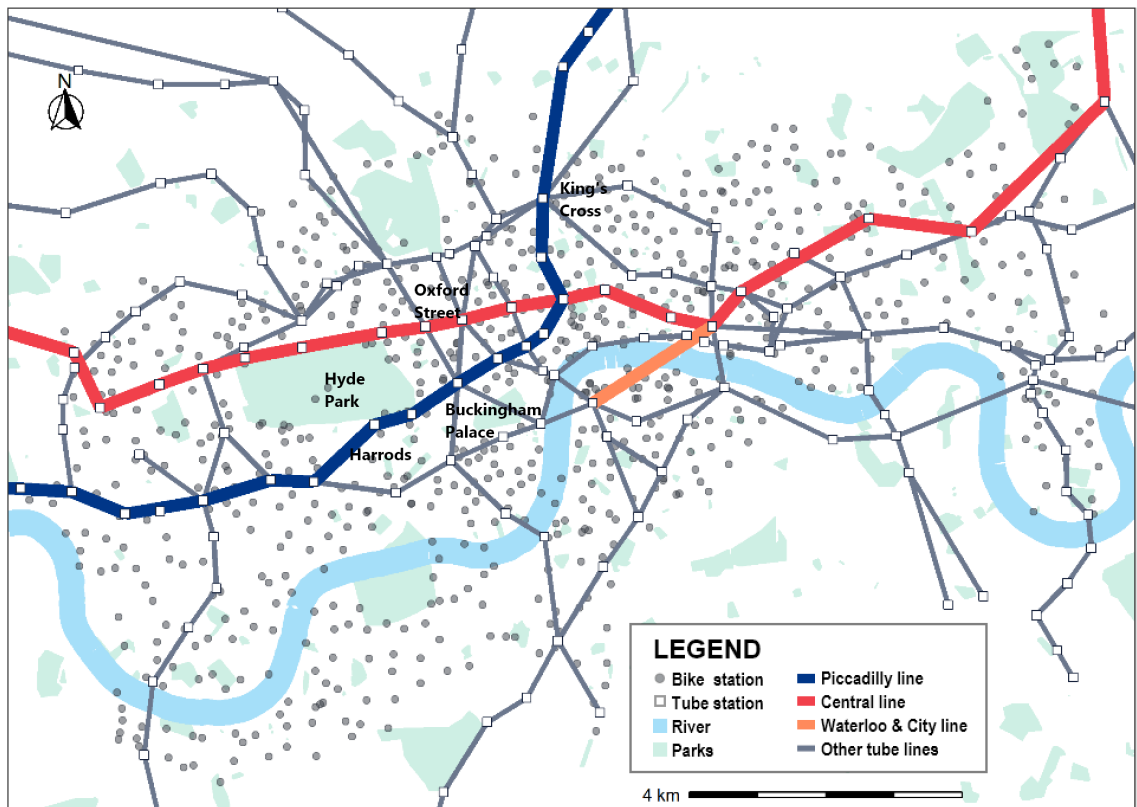 N
King's
Cross
Oxford
Street
Hyde
Park
Buckingham
Palace
Harrods
LEGEND
Bike station
Tube station
River
Parks
Piccadilly line
Central line
Waterloo & City line
Other tube lines
4 km